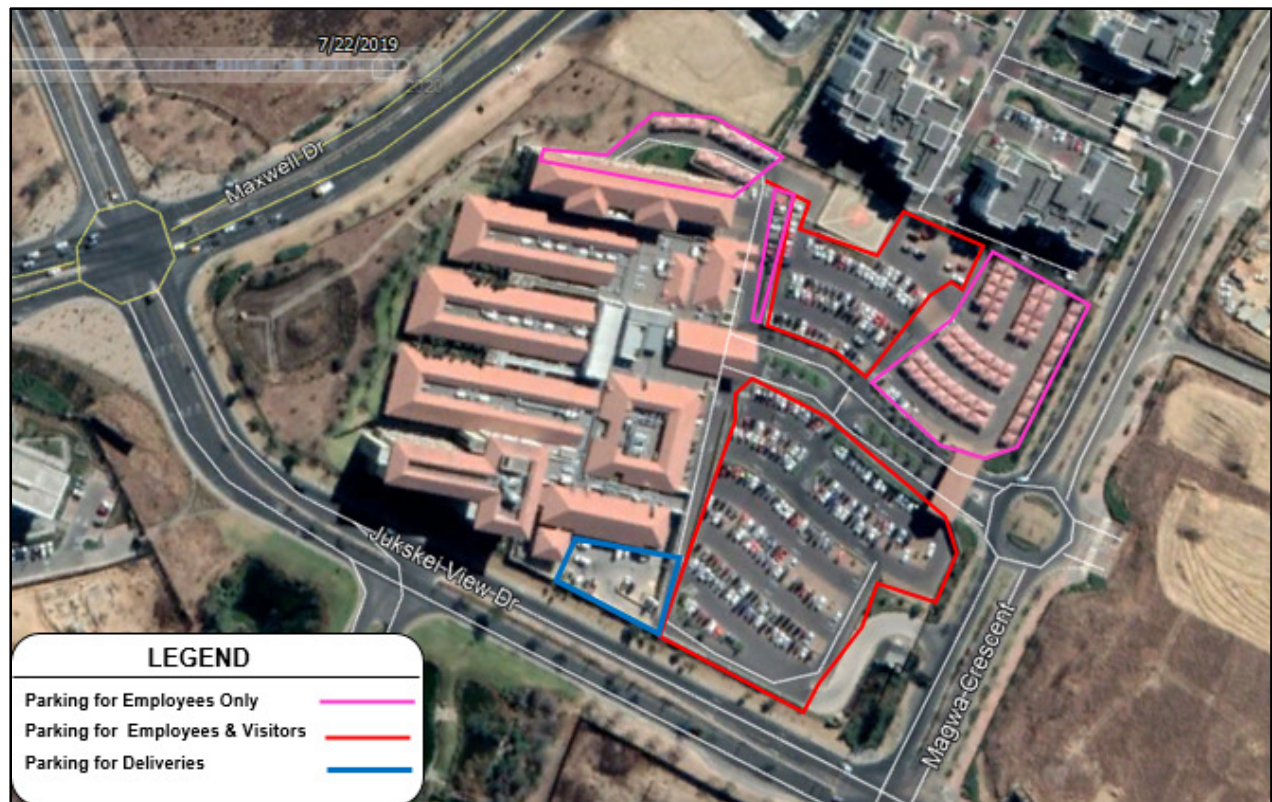 7/22/2019
2020
Maxwell Dr
Jukskei View Dr
Magwa Crescent
LEGEND
Parking for Employees Only
Parking for Employees & Visitors
Parking for Deliveries